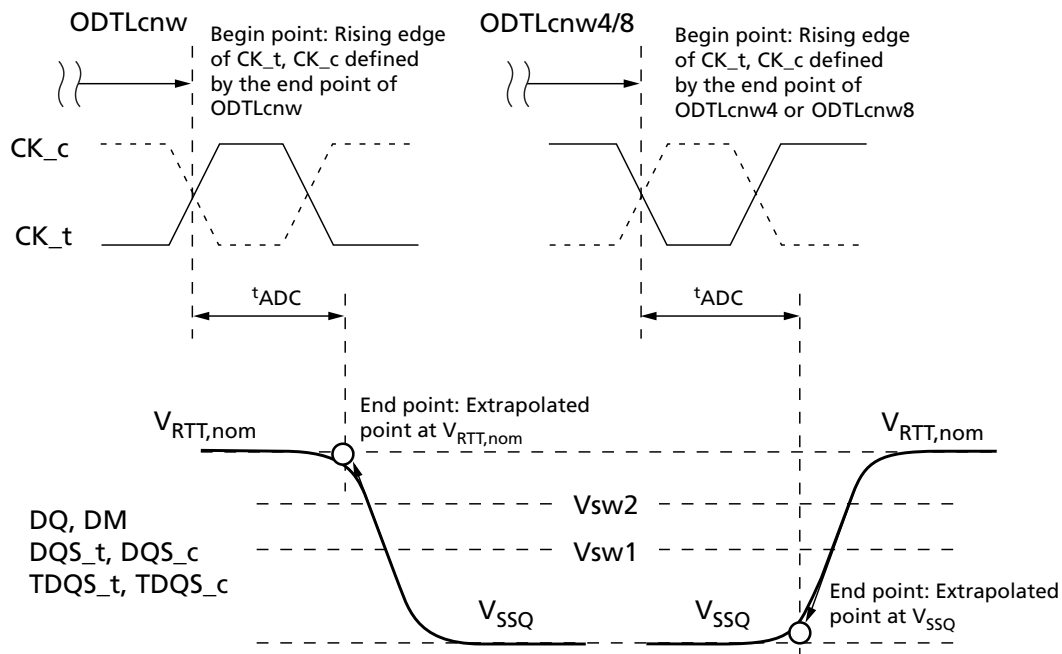 ODTLcnw
Begin point: Rising edge
of CK_t, CK_c defined
by the end point of
ODTLcnw
ODTLcnw4/8
Begin point: Rising edge
of CK_t, CK_c defined
by the end point of
ODTLcnw4 or ODTLcnw8
CK_c
CK_t
tADC
tADC
End point: Extrapolated
point at VRTT,nom
VRTT,nom
VRTT,nom
Vsw2
Vsw1
DQ, DM
DQS_t, DQS_c
TDQS_t, TDQS_c
VSSQ
VSSQ
End point: Extrapolated
point at VSSQ